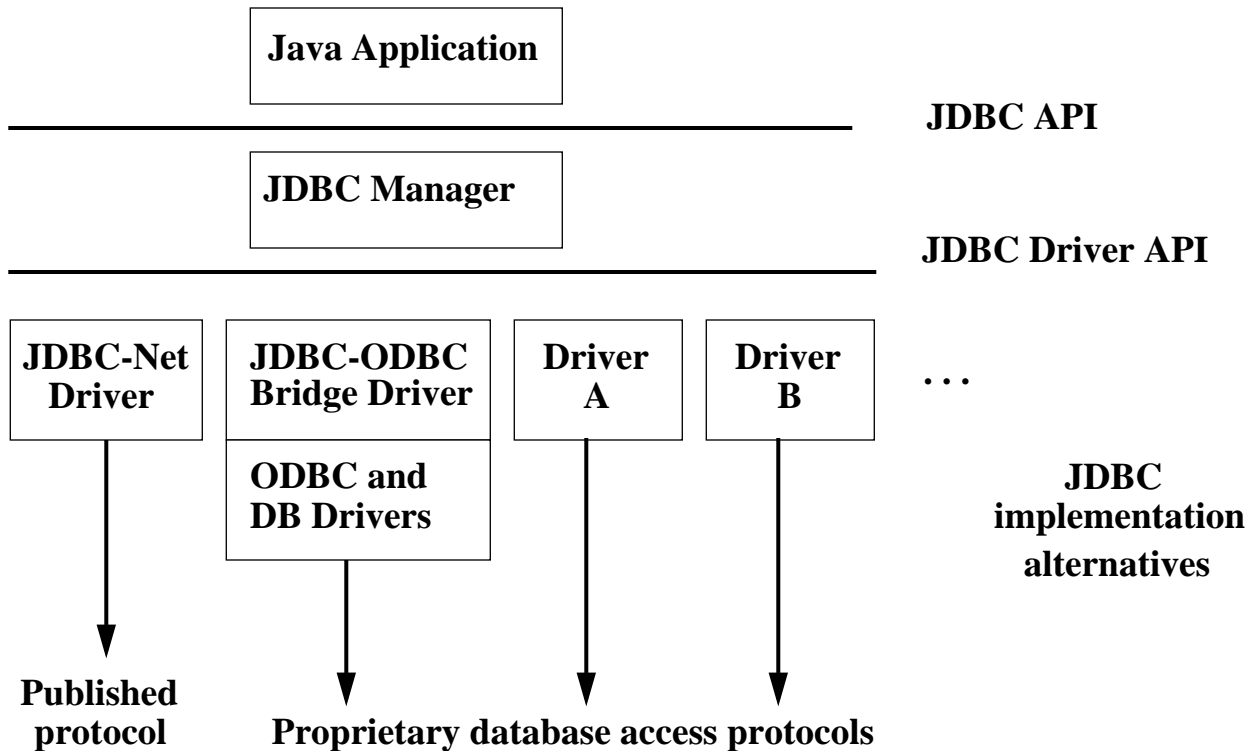 Java Application
JDBC API
JDBC Manager
JDBC Driver API
JDBC-Net
Driver
JDBC-ODBC
Bridge Driver
Driver
A
Driver
B
. . .
ODBC and
DB Drivers
JDBC
implementation
alternatives
Published
protocol
Proprietary database access protocols